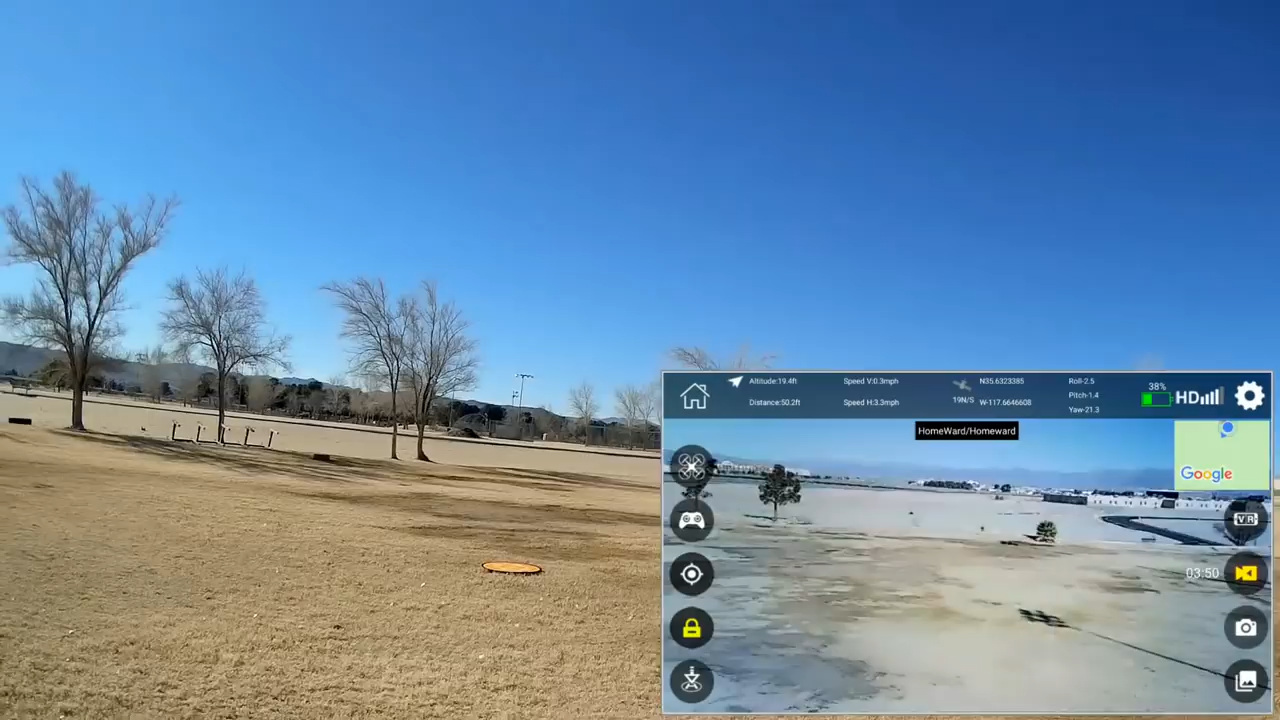 Altitude:19.4ft
Speed V:0.3mph
N35.6323385
Roll-2.5
Distance:50.2ft
Speed H:3.3mph
19N/S
W-117.6646608
Pitch-1.4
Yaw-21.3
38%
HD
HomeWard/Homeward
Google
VR
03:50